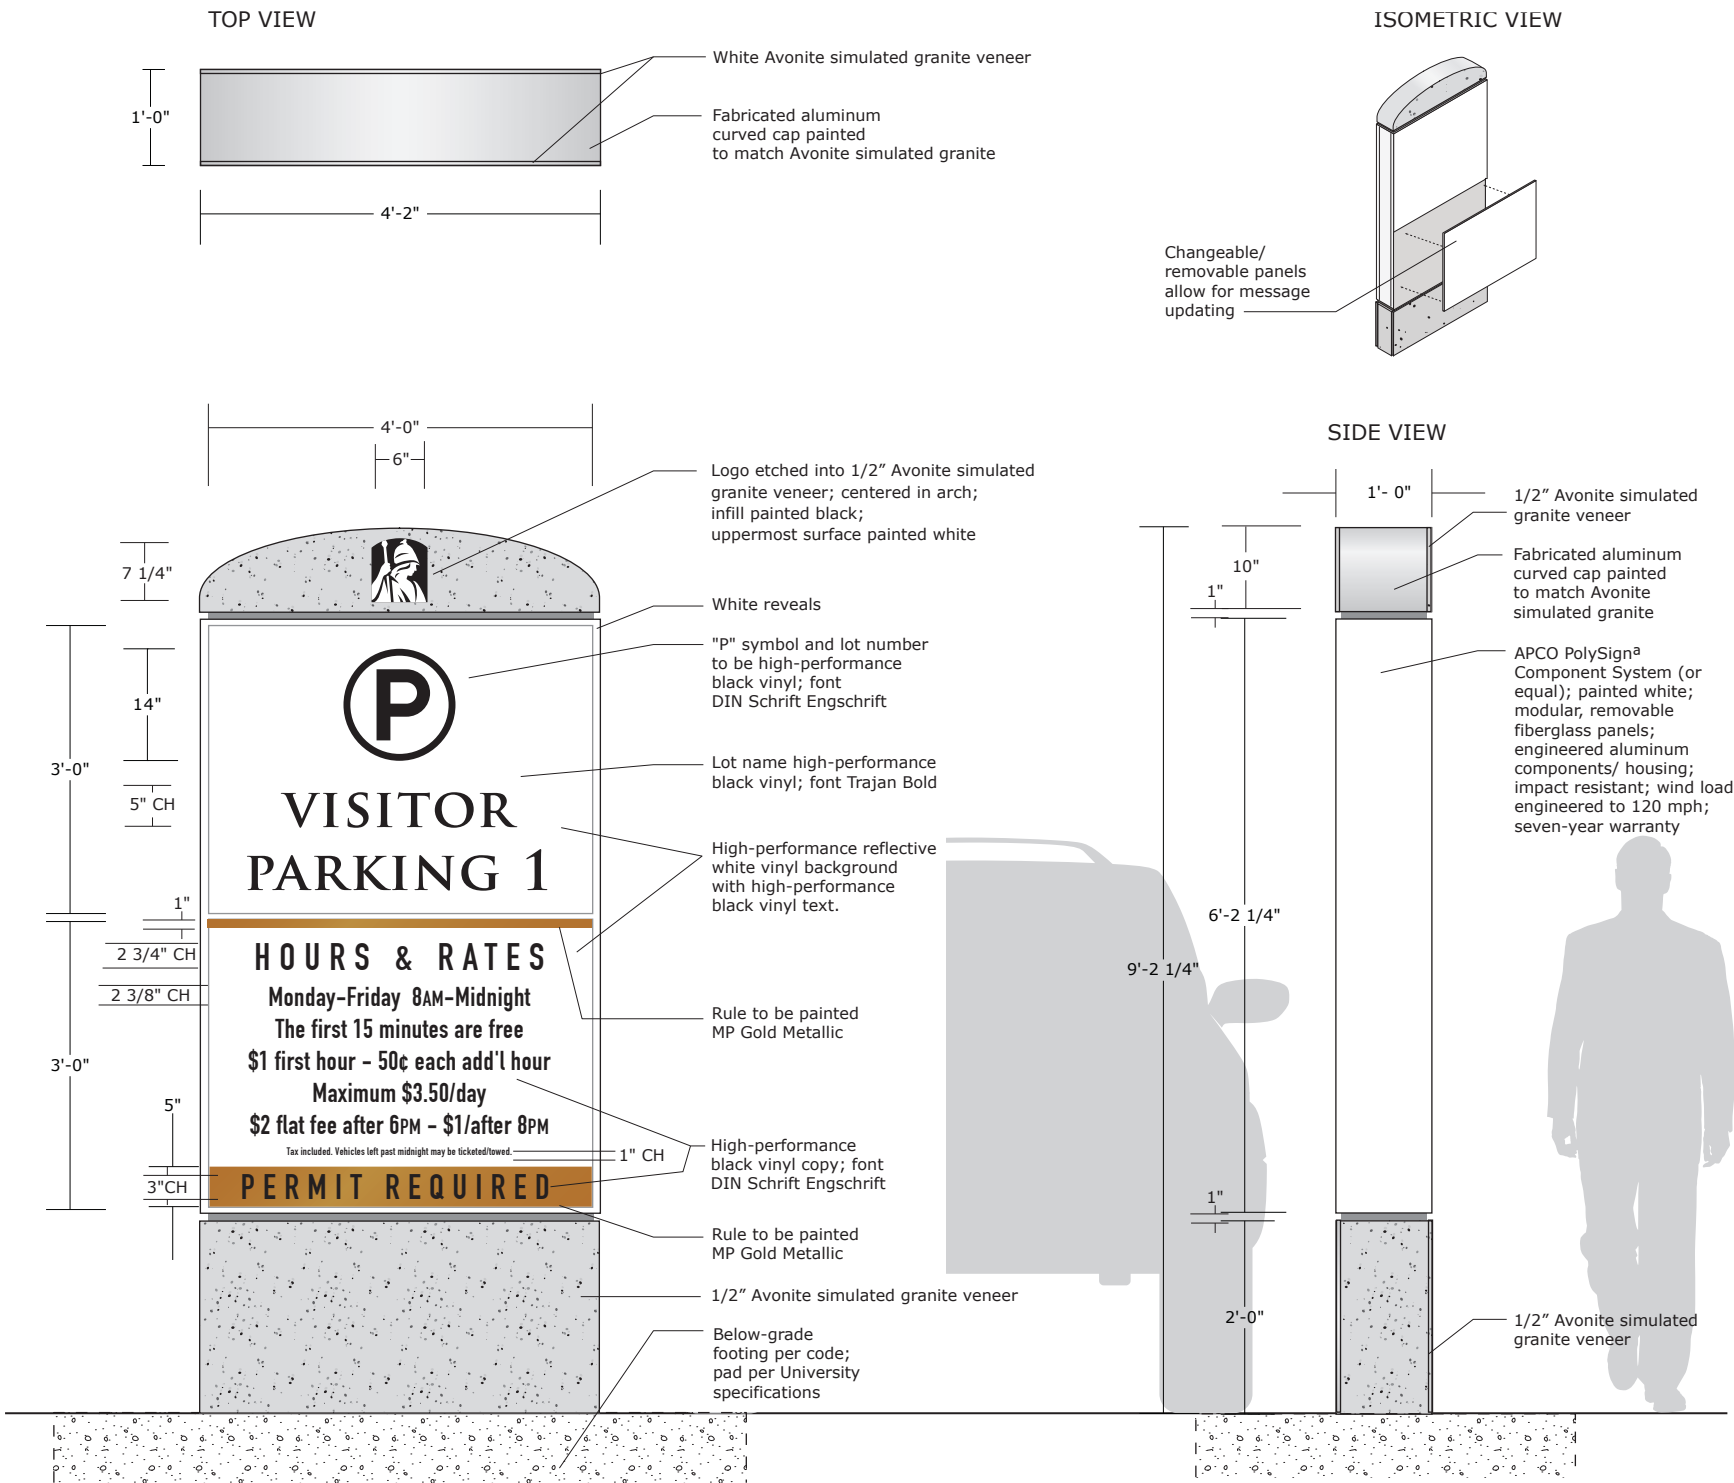 TOP VIEW
1'-0"
4'-2"
White Avonite simulated granite veneer
Fabricated aluminum
curved cap painted
to match Avonite simulated granite
ISOMETRIC VIEW
Changeable/
removable panels
allow for message
updating
4'-0"
6"
7 1/4"
3'-0"
14"
5" CH
1"
2 3/4" CH
2 3/8" CH
3'-0"
5"
3"CH
P
VISITOR
PARKING 1
HOURS & RATES
Monday-Friday 8AM-Midnight
The first 15 minutes are free
$1 first hour - 50¢ each add'l hour
Maximum $3.50/day
$2 flat fee after 6PM - $1/after 8PM
Tax included. Vehicles left past midnight may be ticketed/towed.
1" CH
PERMIT REQUIRED
Logo etched into 1/2” Avonite simulated
granite veneer; centered in arch;
infill painted black;
uppermost surface painted white
White reveals
"P" symbol and lot number
to be high-performance
black vinyl; font
DIN Schrift Engschrift
Lot name high-performance
black vinyl; font Trajan Bold
High-performance reflective
white vinyl background
with high-performance
black vinyl text.
Rule to be painted
MP Gold Metallic
High-performance
black vinyl copy; font
DIN Schrift Engschrift
Rule to be painted
MP Gold Metallic
1/2” Avonite simulated granite veneer
Below-grade
footing per code;
pad per University
specifications
SIDE VIEW
1'- 0"
10"
1"
6'-2 1/4"
9'-2 1/4"
1"
2'-0"
1/2” Avonite simulated
granite veneer
Fabricated aluminum
curved cap painted
to match Avonite
simulated granite
APCO PolySignª
Component System (or
equal); painted white;
modular, removable
fiberglass panels;
engineered aluminum
components/ housing;
impact resistant; wind load
engineered to 120 mph;
seven-year warranty
1/2” Avonite simulated
granite veneer